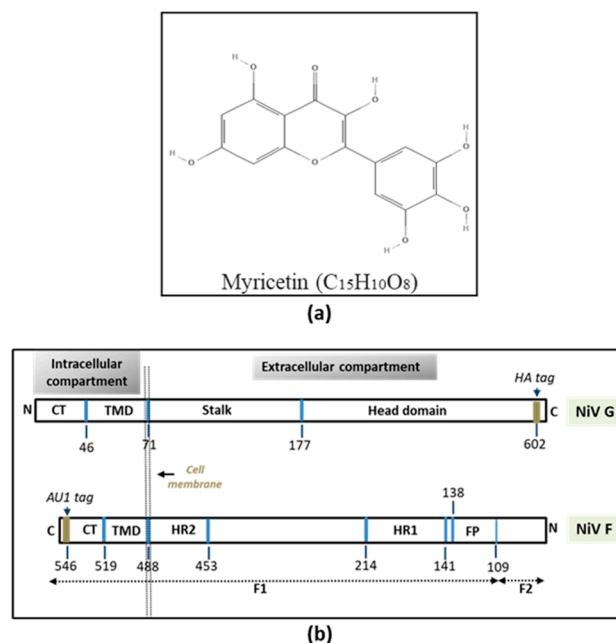 H
O
O
H
O
H
O
H
O
O
H
O
H
O
H
Myricetin (C₁₅H₁₀O₈)
(a)
Intracellular compartment
Extracellular compartment
HA tag
N CT TMD Stalk Head domain C NiV G
46 71 177 602
Cell membrane
AU1 tag
138
C CT TMD HR2 HR1 FP N NiV F
546 519 488 453 214 141 109
F1 F2
(b)